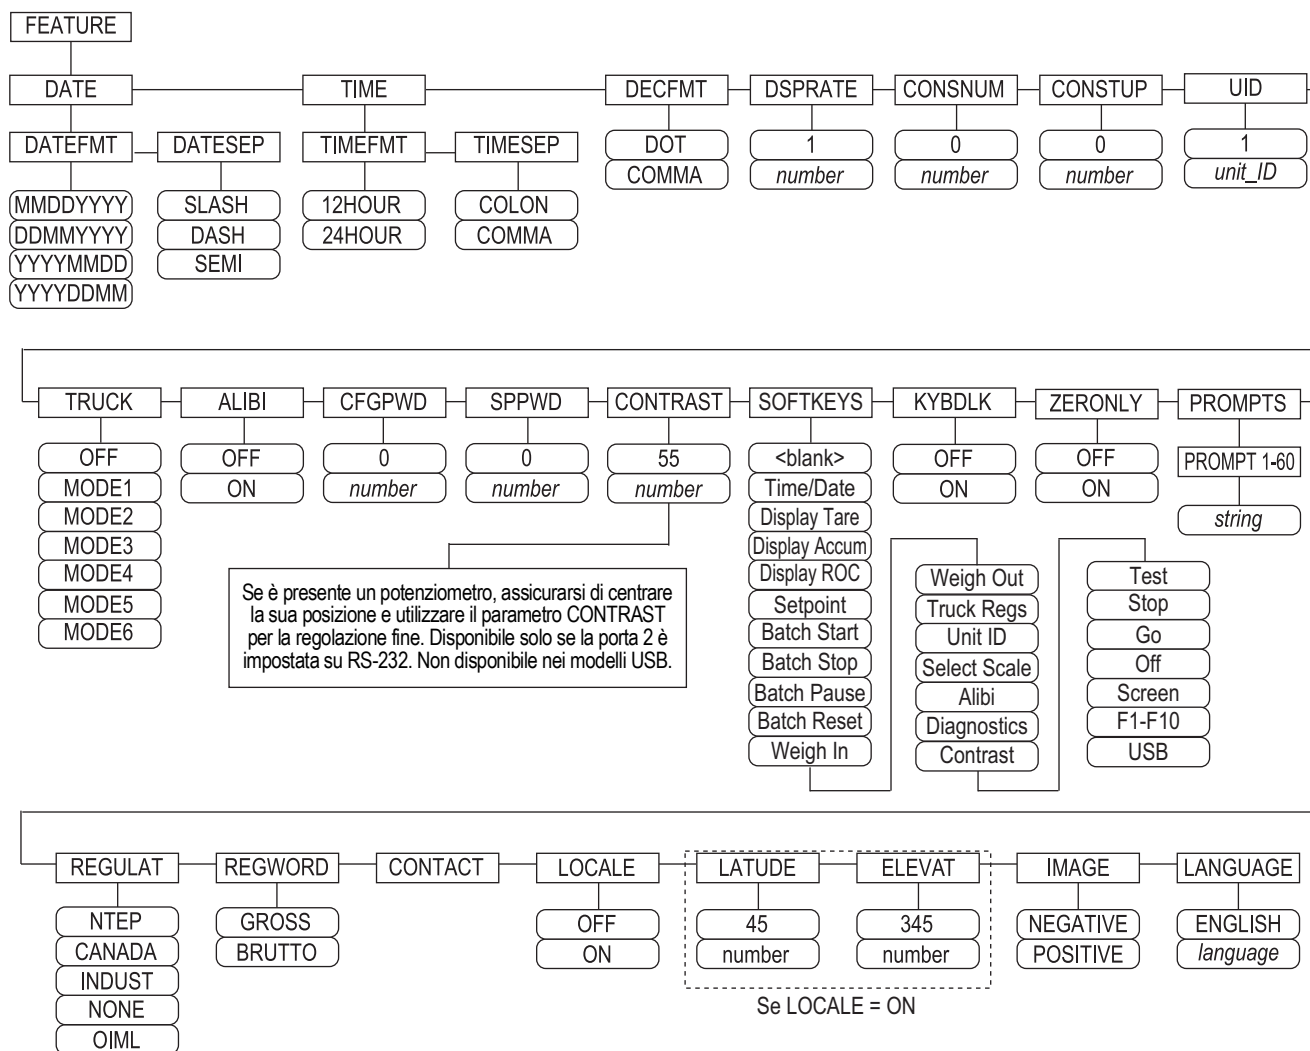 FEATURE
DATE TIME DECFMT DSPRATE CONSNUM CONSTUP UID
DATEFMT DATESEP TIMEFMT TIMESEP DOT 1 0 0 1
COMMA number number number unit_ID
MMDDYYYY SLASH 12HOUR COLON
DDMMYYYY DASH 24HOUR COMMA
YYYYMMDD SEMI
YYYYDDMM
TRUCK ALIBI CFGPWD SPPWD CONTRAST SOFTKEYS KYBDLK ZERONLY PROMPTS
OFF OFF 0 0 55 <blank> OFF OFF PROMPT 1-60
MODE1 ON number number number Time/Date ON ON
MODE2 Display Tare string
MODE3 Display Accum
MODE4 Display ROC Weigh Out Test
MODE5 Setpoint Truck Regs Stop
MODE6 Batch Start Unit ID Go
Batch Stop Select Scale Off
Batch Pause Alibi Screen
Batch Reset Diagnostics F1-F10
Weigh In Contrast USB
Se è presente un potenziometro, assicurarsi di centrare
la sua posizione e utilizzare il parametro CONTRAST
per la regolazione fine. Disponibile solo se la porta 2 è
impostata su RS-232. Non disponibile nei modelli USB.
REGULAT REGWORD CONTACT LOCALE LATUDE ELEVAT IMAGE LANGUAGE
NTEP GROSS OFF 45 345 NEGATIVE ENGLISH
CANADA BRUTTO ON number number POSITIVE language
INDUST
NONE
OIML
Se LOCALE = ON